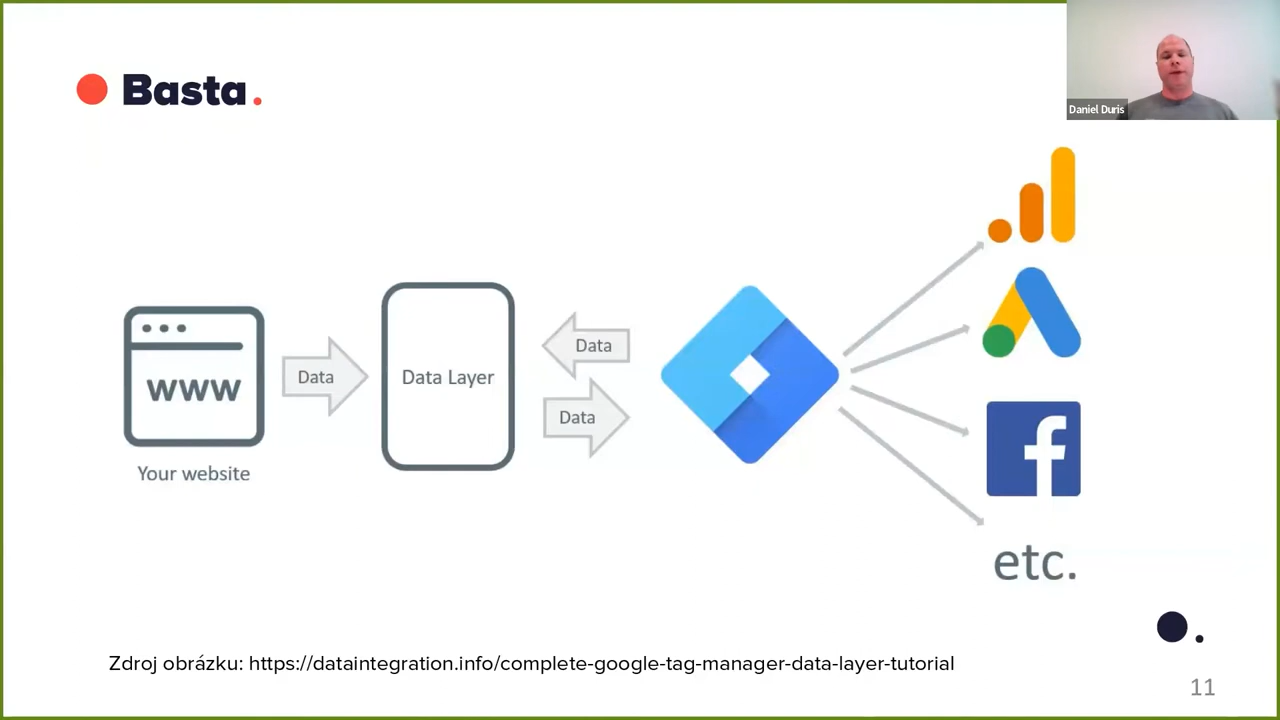 Basta.
Daniel Duris
www
Your website
Data
Data Layer
Data
Data
etc.
Zdroj obrázku: https://dataintegration.info/complete-google-tag-manager-data-layer-tutorial
11